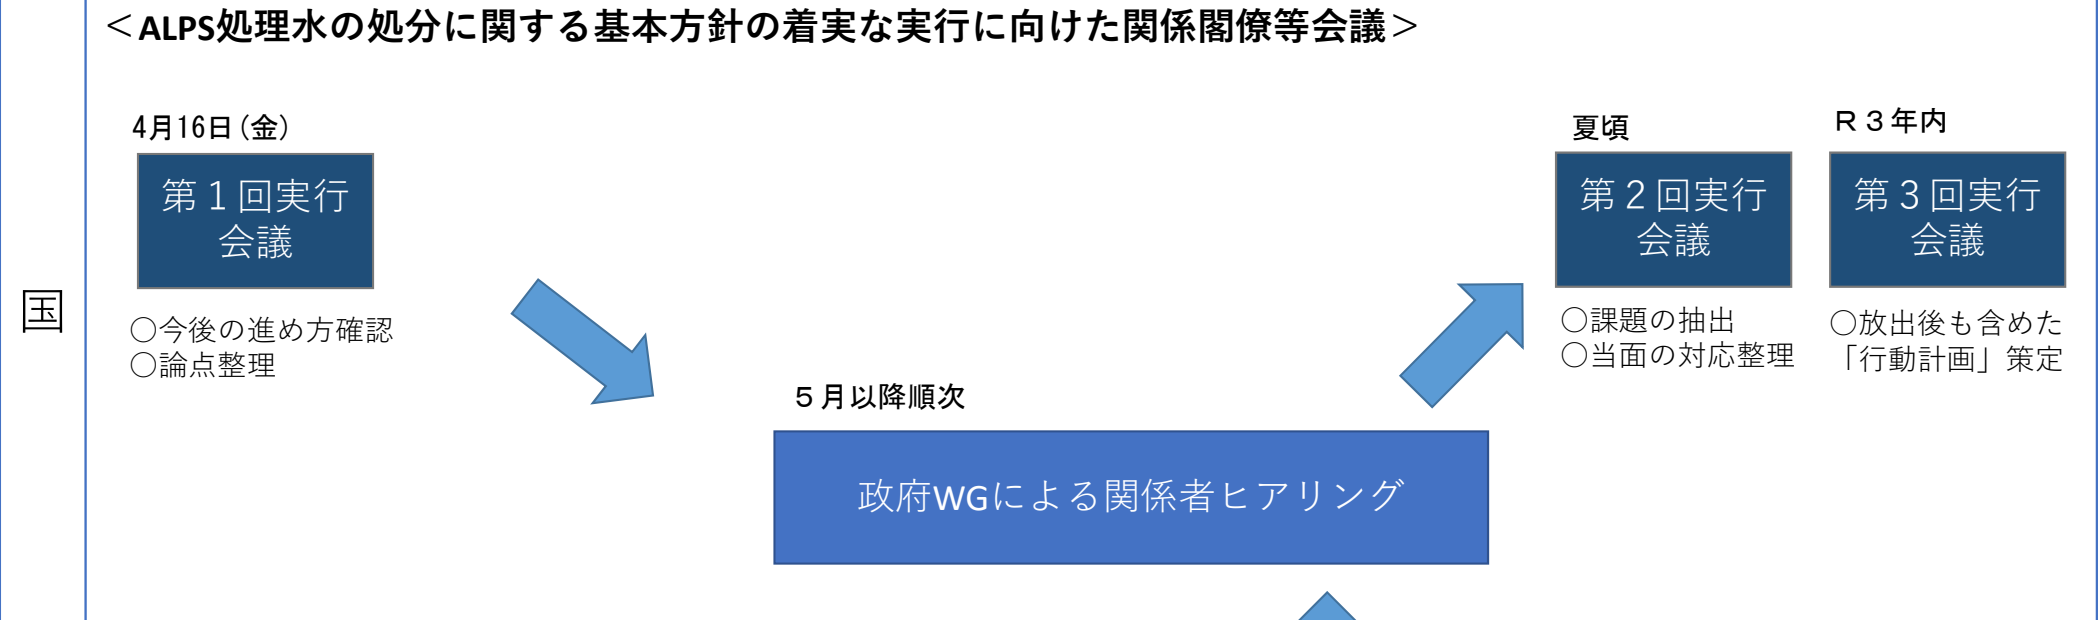 ＜ALPS処理水の処分に関する基本方針の着実な実行に向けた関係閣僚等会議＞
国
4月16日(金)
第１回実行
会議
○今後の進め方確認
○論点整理
５月以降順次
政府WGによる関係者ヒアリング
夏頃
第２回実行
会議
○課題の抽出
○当面の対応整理
Ｒ３年内
第３回実行
会議
○放出後も含めた
「行動計画」策定